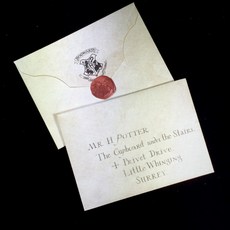 MR. H. POTTER
The Cupboard under the Stairs
4 Privet Drive
Little Whinging
SURREY